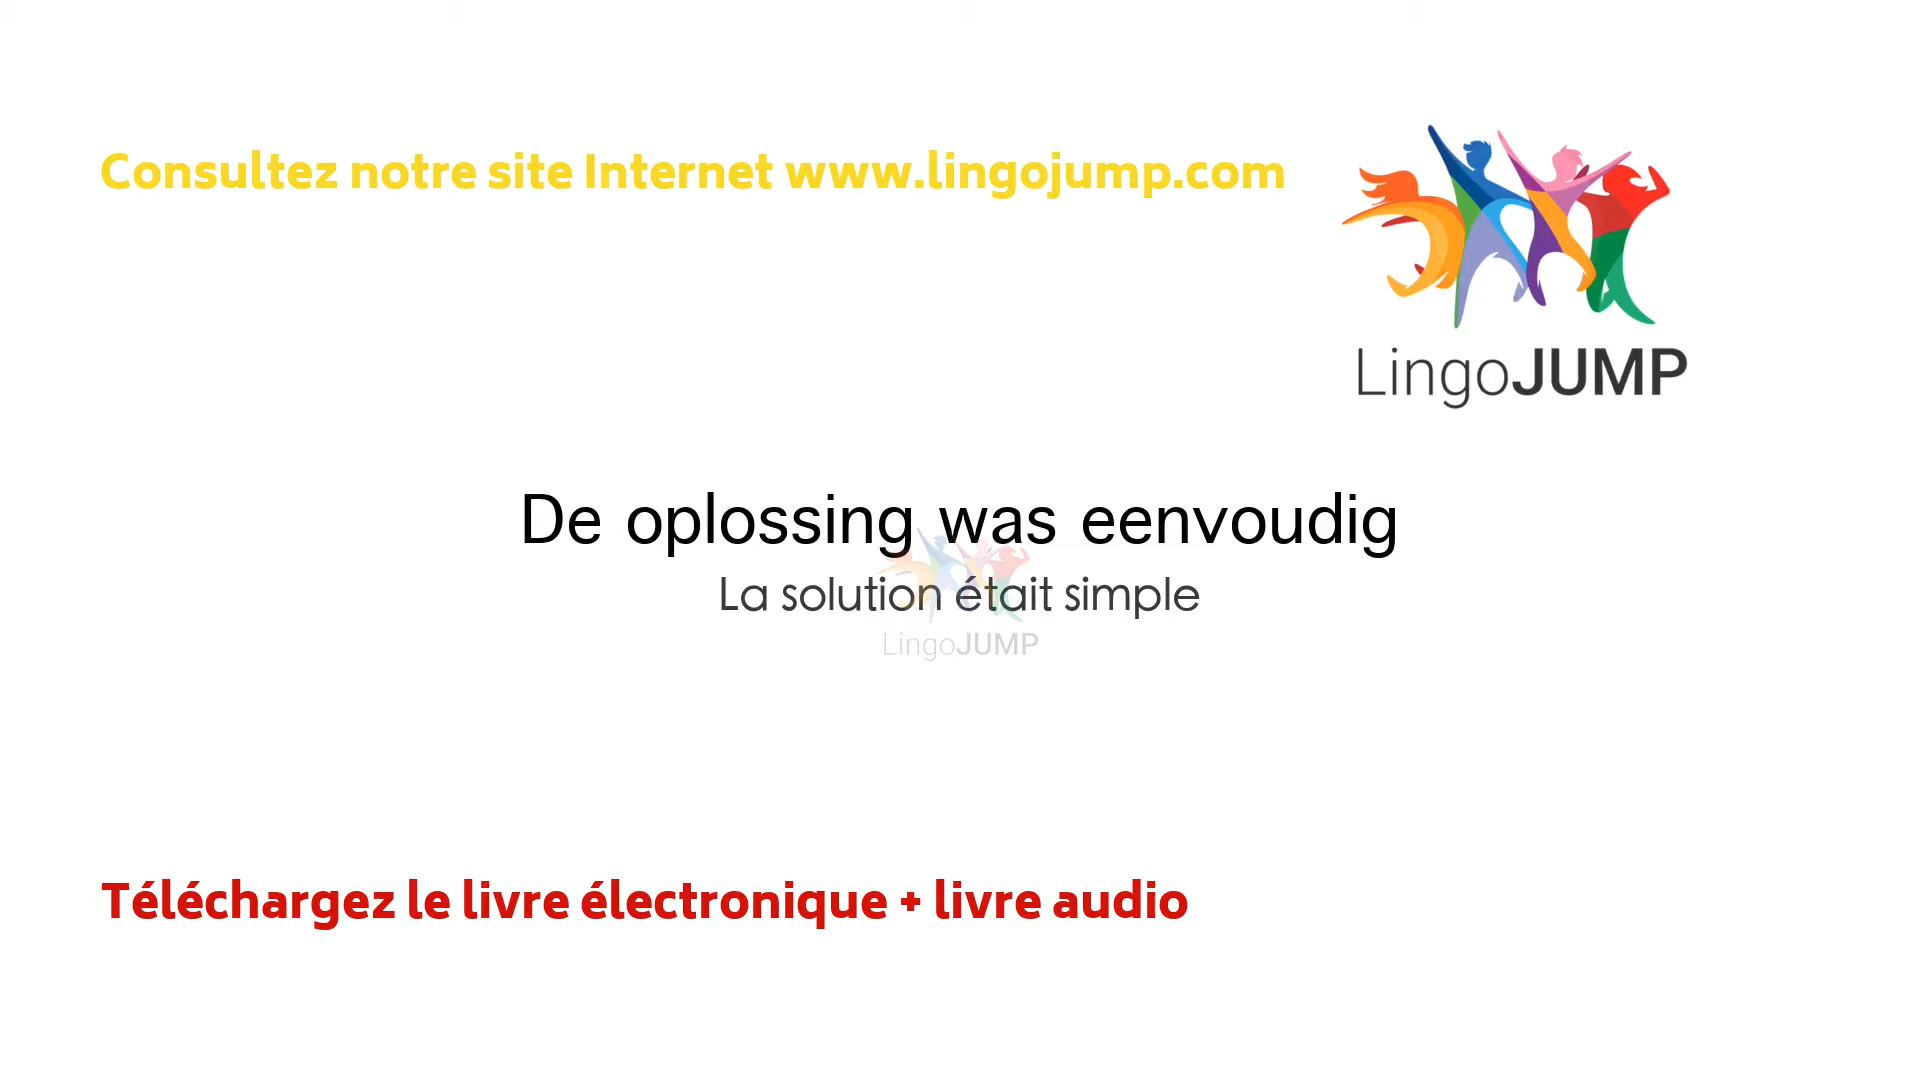 Consultez notre site Internet www.lingojump.com
LingoJUMP
De oplossing was eenvoudig
La solution était simple
LingoJUMP
Téléchargez le livre électronique + livre audio